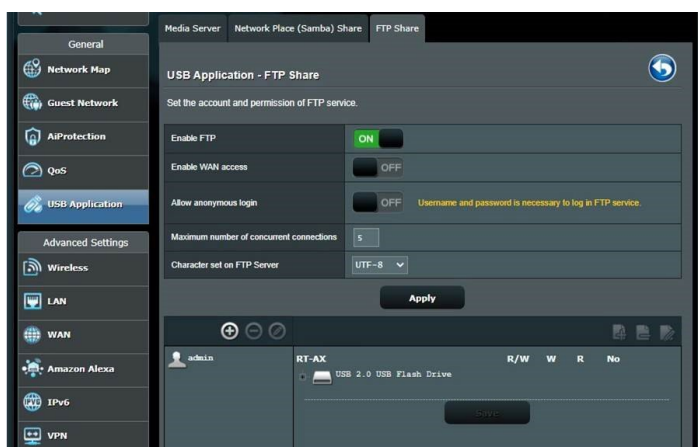 Media Server Network Place (Samba) Share FTP Share
General
Network Map
Guest Network
AiProtection
QoS
USB Application
Advanced Settings
Wireless
LAN
WAN
Amazon Alexa
IPv6
VPN
USB Application - FTP Share
Set the account and permission of FTP service.
Enable FTP ON
Enable WAN access OFF
Allow anonymous login OFF Username and password is necessary to log in FTP service.
Maximum number of concurrent connections 5
Character set on FTP Server UTF-8
Apply
admin
RT-AX R/W W R No
USB 2.0 USB Flash Drive
Save